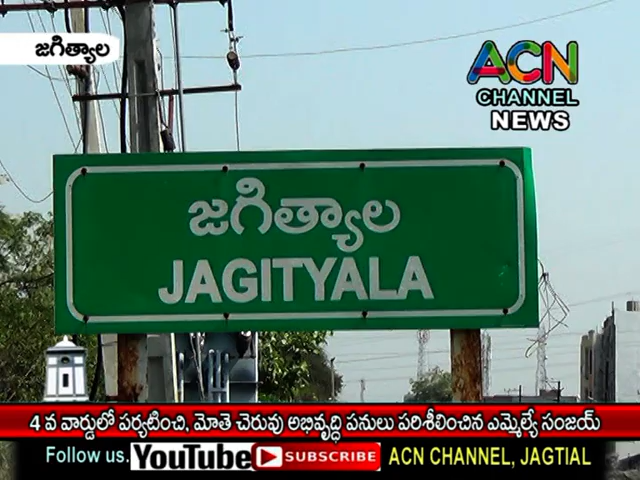 జగిత్యాల
ACN
CHANNEL
NEWS
జగిత్యాల
JAGITYALA
4 వ వార్డులో పర్యటించి, మోతె చెరువు అభివృద్ధి పనులు పరిశీలించిన ఎమ్మెల్యే సంజయ్
Follow us. YouTube SUBSCRIBE ACN CHANNEL, JAGTIAL